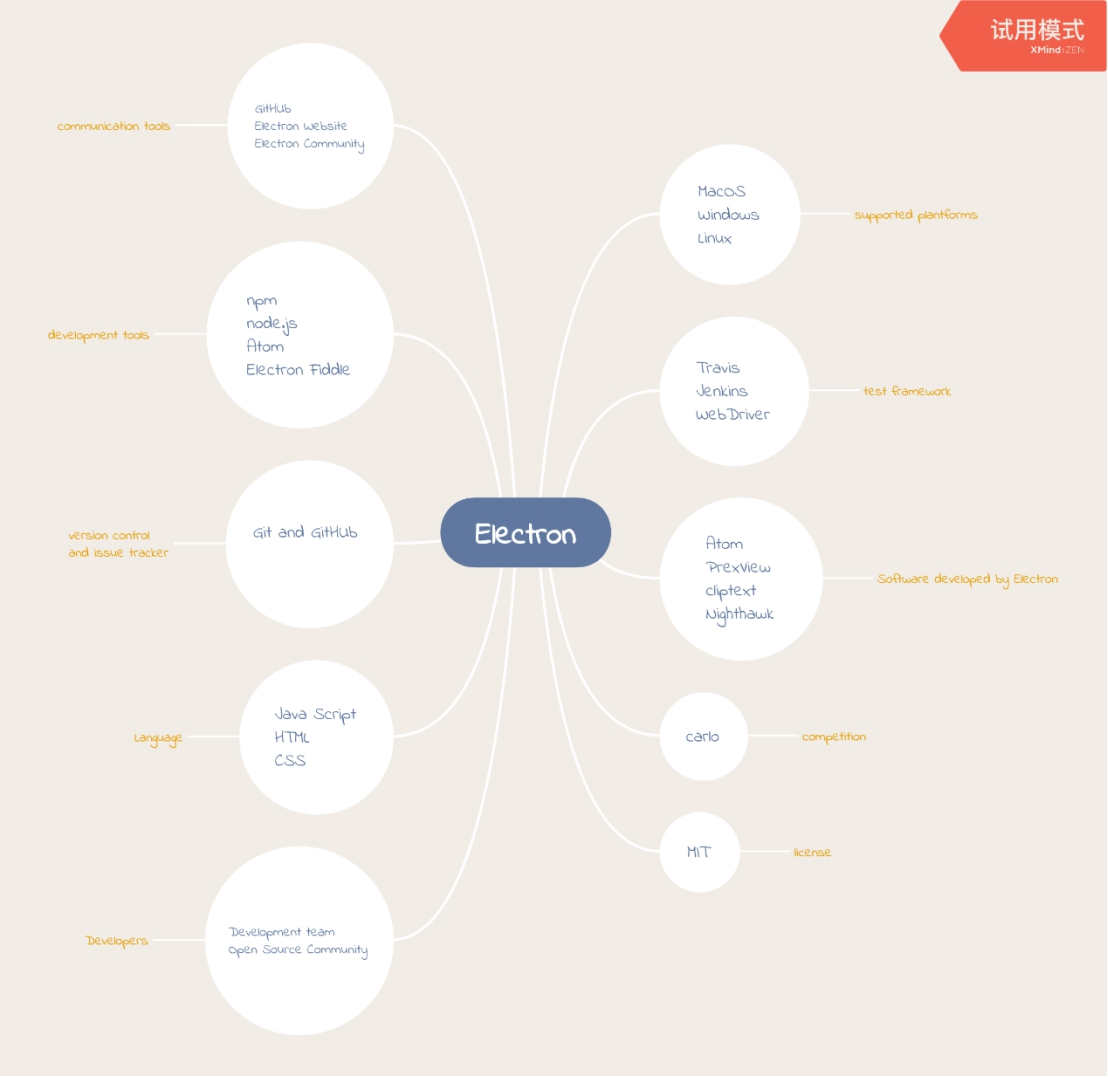 试用模式
XMind:ZEN
communication tools
GitHub
Electron Website
Electron Community
development tools
npm
node.js
Atom
Electron Fiddle
version control
and issue tracker
Git and GitHub
Language
Java Script
HTML
CSS
Developers
Development team
Open Source Community
Electron
MacOS
Windows
Linux
supported plantforms
Travis
Jenkins
WebDriver
test framework
Atom
PrexView
cliptext
Nighthawk
Software developed by Electron
carlo
competition
MIT
license